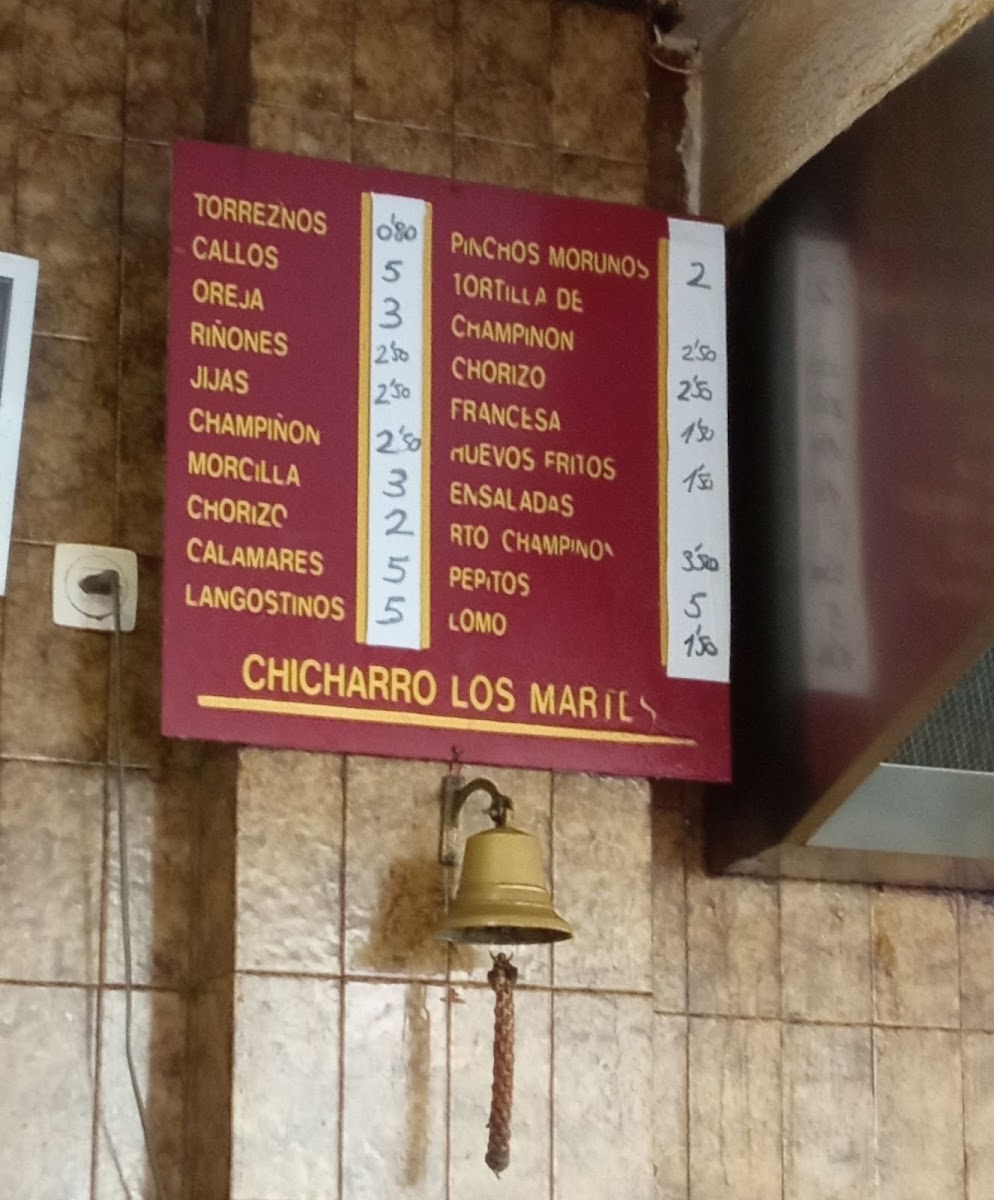 TORREZNOS 0'80
CALLOS 5
OREJA 3
RIÑONES 2'50
JIJAS 2'50
CHAMPIÑON 2'50
MORCILLA 3
CHORIZO 2
CALAMARES 5
LANGOSTINOS 5
PINCHOS MORUNOS 2
TORTILLA DE
CHAMPINON 2'50
CHORIZO 2'50
FRANCESA 1'50
HUEVOS FRITOS 1'50
ENSALADAS
RTO CHAMPINON 3'50
PEPITOS 5
LOMO 1'50
CHICHARRO LOS MARTES